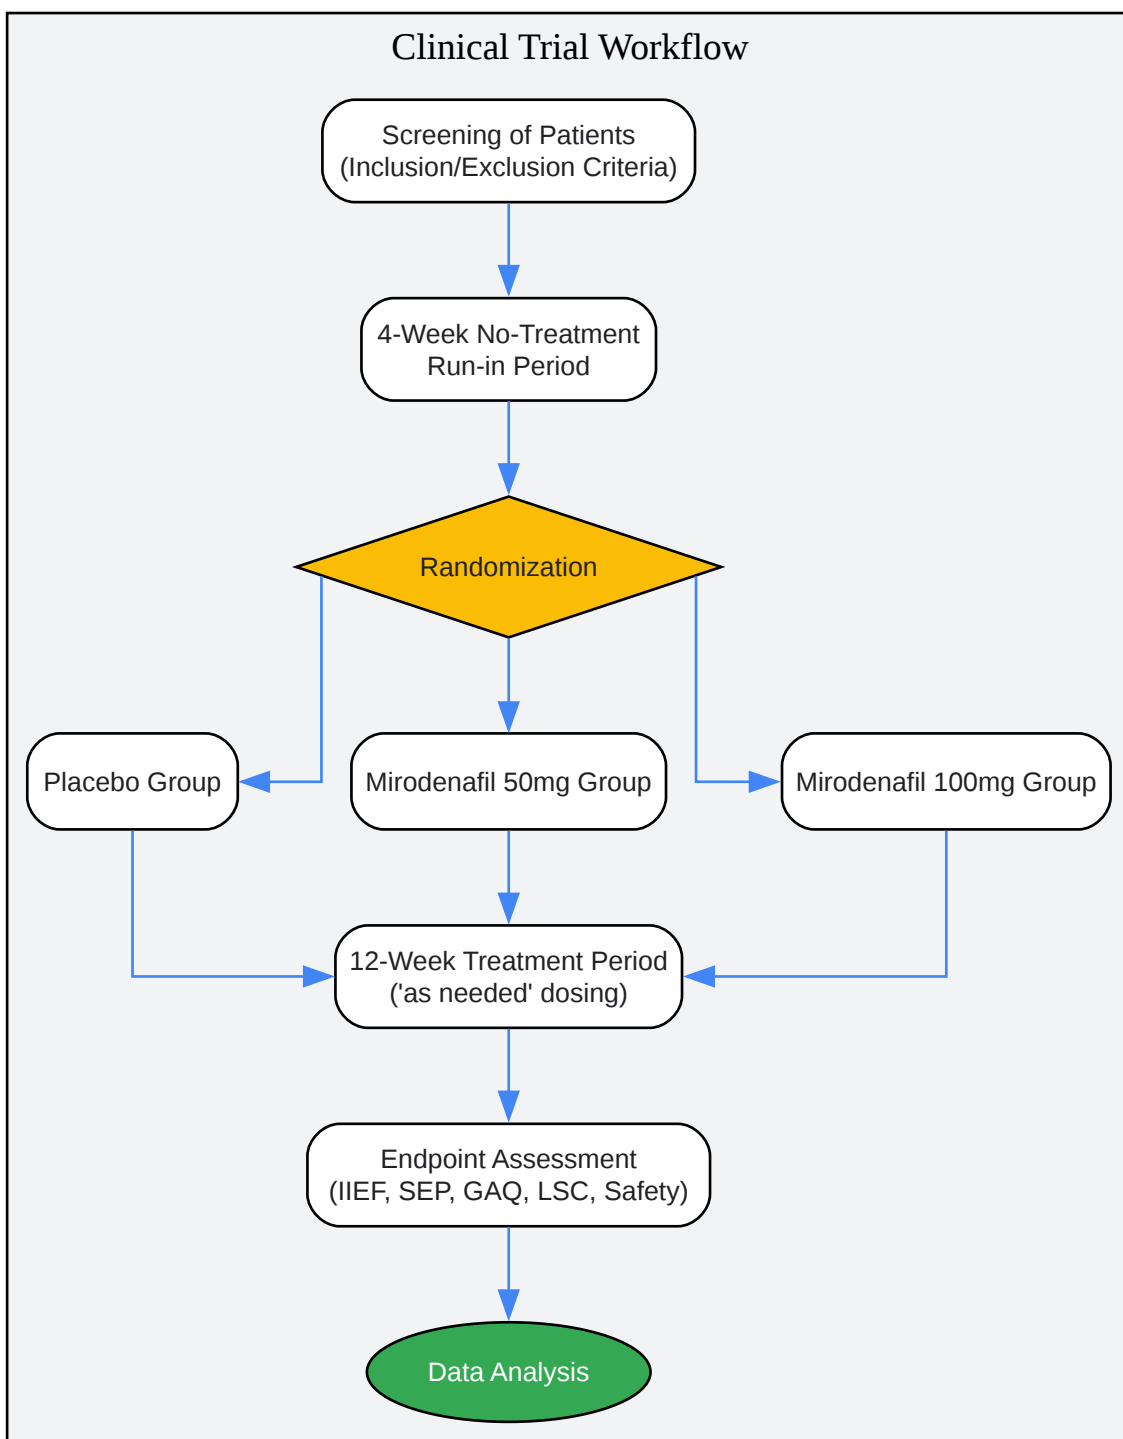 Clinical Trial Workflow
Screening of Patients
(Inclusion/Exclusion Criteria)
4-Week No-Treatment
Run-in Period
Randomization
Placebo Group
Mirodenafil 50mg Group
Mirodenafil 100mg Group
12-Week Treatment Period
('as needed' dosing)
Endpoint Assessment
(IIEF, SEP, GAQ, LSC, Safety)
Data Analysis